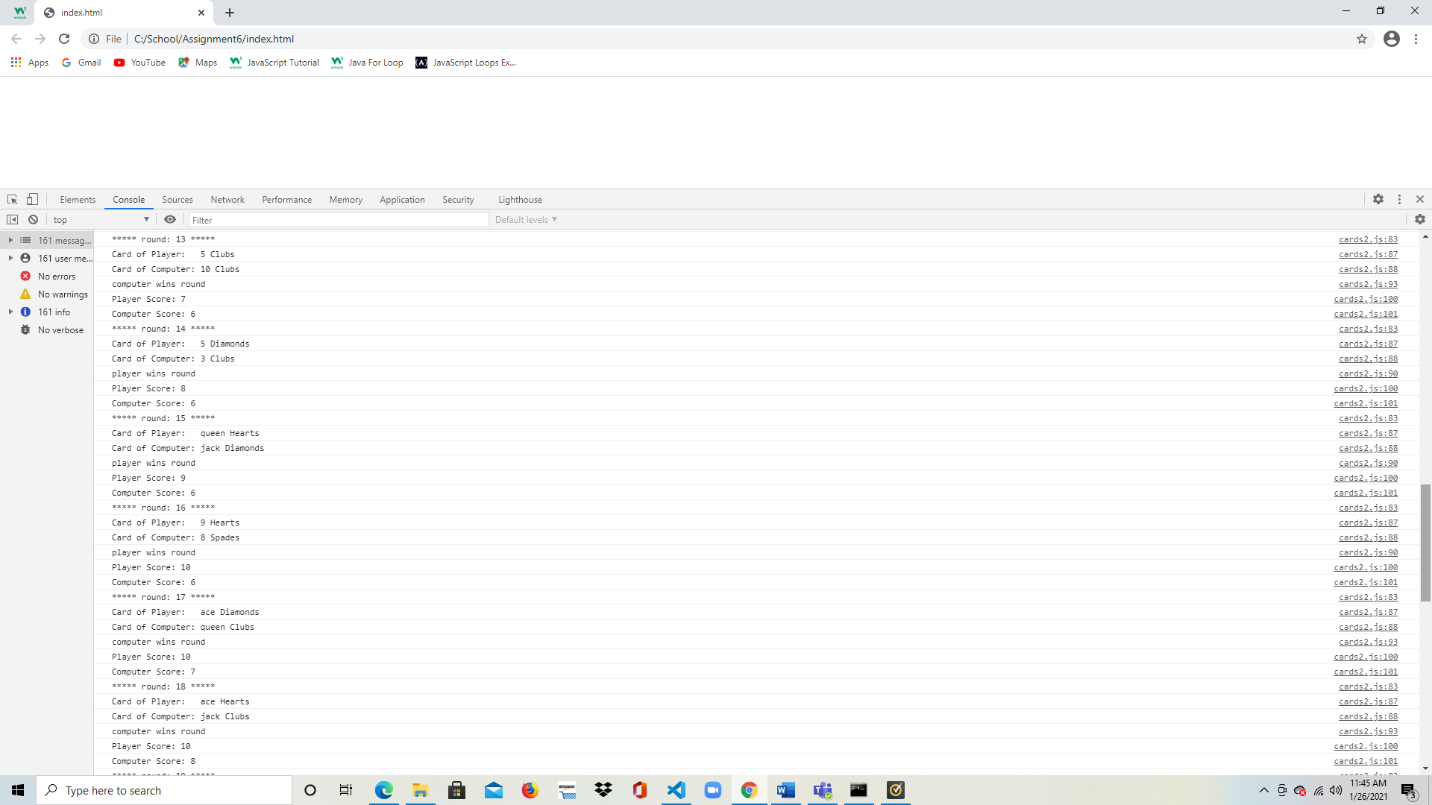 index.html
File C:/School/Assignment6/index.html
Apps Gmail YouTube Maps JavaScript Tutorial Java For Loop JavaScript Loops Ex...
Elements Console Sources Network Performance Memory Application Security Lighthouse
top Filter Default levels
161 messag...
161 user me...
No errors
No warnings
161 info
No verbose
***** round: 13 ***** cards2.js:83
Card of Player: 5 Clubs cards2.js:87
Card of Computer: 10 Clubs cards2.js:88
computer wins round cards2.js:93
Player Score: 7 cards2.js:100
Computer Score: 6 cards2.js:101
***** round: 14 ***** cards2.js:83
Card of Player: 5 Diamonds cards2.js:87
Card of Computer: 3 Clubs cards2.js:88
player wins round cards2.js:90
Player Score: 8 cards2.js:100
Computer Score: 6 cards2.js:101
***** round: 15 ***** cards2.js:83
Card of Player: queen Hearts cards2.js:87
Card of Computer: jack Diamonds cards2.js:88
player wins round cards2.js:90
Player Score: 9 cards2.js:100
Computer Score: 6 cards2.js:101
***** round: 16 ***** cards2.js:83
Card of Player: 9 Hearts cards2.js:87
Card of Computer: 8 Spades cards2.js:88
player wins round cards2.js:90
Player Score: 10 cards2.js:100
Computer Score: 6 cards2.js:101
***** round: 17 ***** cards2.js:83
Card of Player: ace Diamonds cards2.js:87
Card of Computer: queen Clubs cards2.js:88
computer wins round cards2.js:93
Player Score: 10 cards2.js:100
Computer Score: 7 cards2.js:101
***** round: 18 ***** cards2.js:83
Card of Player: ace Hearts cards2.js:87
Card of Computer: jack Clubs cards2.js:88
computer wins round cards2.js:93
Player Score: 10 cards2.js:100
Computer Score: 8 cards2.js:101
Type here to search
11:45 AM
1/26/2021
3